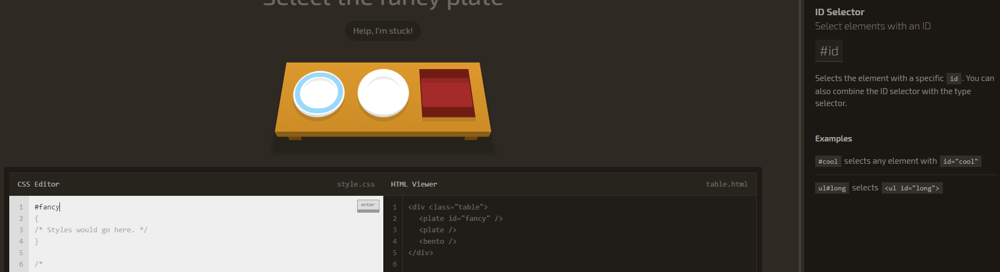 Select the fancy plate
Help, I'm stuck!
CSS Editor
style.css
1 #fancy
enter
2 {
3 /* Styles would go here. */
4 }
5
6 /*
HTML Viewer
table.html
1 <div class="table">
2 <plate id="fancy" />
3 <plate />
4 <bento />
5 </div>
6
ID Selector
Select elements with an ID
#id
Selects the element with a specific id . You can
also combine the ID selector with the type
selector.
Examples
#cool selects any element with id="cool"
ul#long selects <ul id="long">